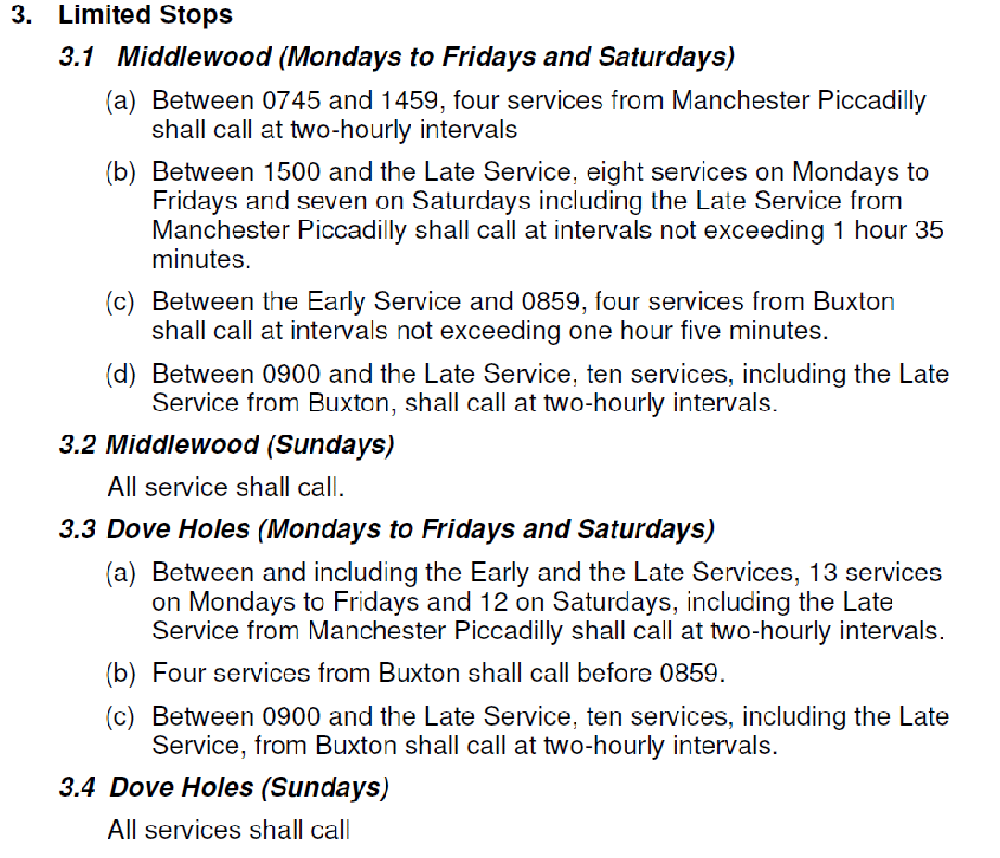 3. Limited Stops
3.1 Middlewood (Mondays to Fridays and Saturdays)
(a) Between 0745 and 1459, four services from Manchester Piccadilly
shall call at two-hourly intervals
(b) Between 1500 and the Late Service, eight services on Mondays to
Fridays and seven on Saturdays including the Late Service from
Manchester Piccadilly shall call at intervals not exceeding 1 hour 35
minutes.
(c) Between the Early Service and 0859, four services from Buxton
shall call at intervals not exceeding one hour five minutes.
(d) Between 0900 and the Late Service, ten services, including the Late
Service from Buxton, shall call at two-hourly intervals.
3.2 Middlewood (Sundays)
All service shall call.
3.3 Dove Holes (Mondays to Fridays and Saturdays)
(a) Between and including the Early and the Late Services, 13 services
on Mondays to Fridays and 12 on Saturdays, including the Late
Service from Manchester Piccadilly shall call at two-hourly intervals.
(b) Four services from Buxton shall call before 0859.
(c) Between 0900 and the Late Service, ten services, including the Late
Service, from Buxton shall call at two-hourly intervals.
3.4 Dove Holes (Sundays)
All services shall call